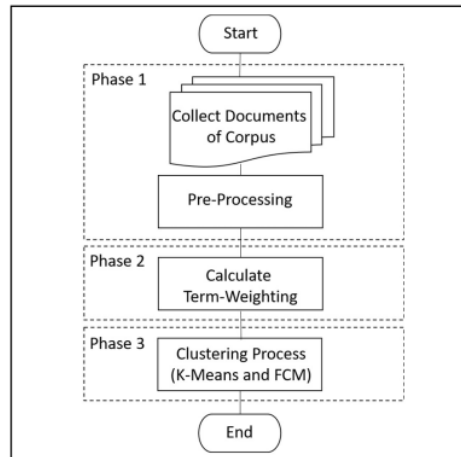 Start
Phase 1
Collect Documents
of Corpus
Pre-Processing
Phase 2
Calculate
Term-Weighting
Phase 3
Clustering Process
(K-Means and FCM)
End